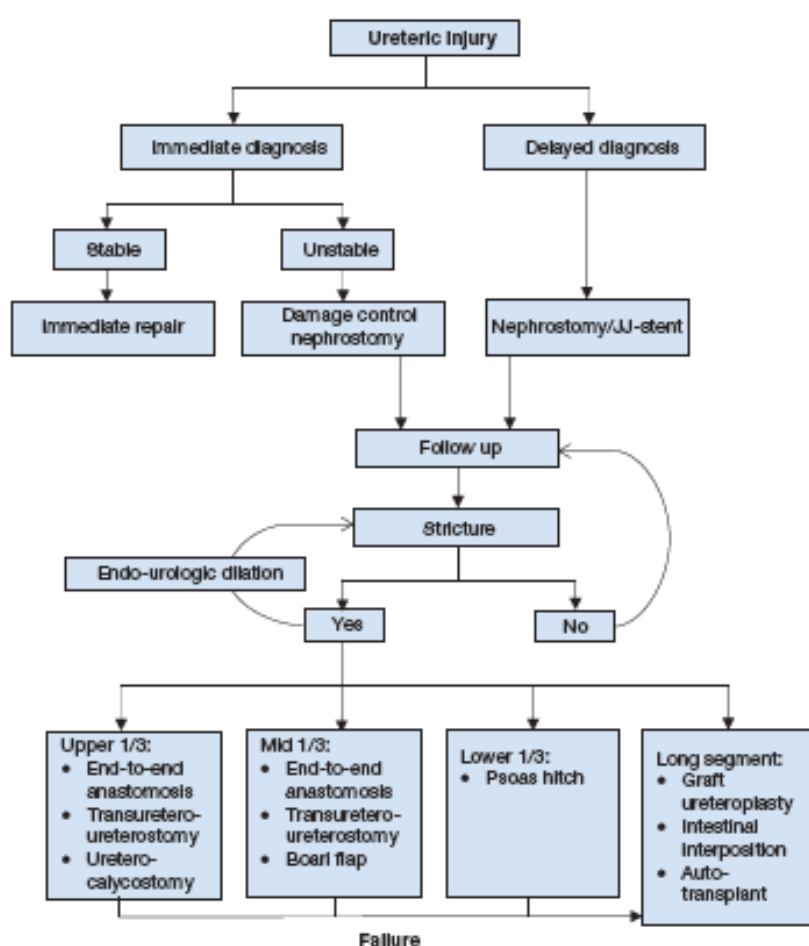 Ureteric Injury
Immediate diagnosis
Delayed diagnosis
Stable
Unstable
Immediate repair
Damage control
nephrostomy
Nephrostomy/JJ-stent
Follow up
Stricture
Endo-urologic dilation
Yes
No
Upper 1/3:
• End-to-end
anastomosis
• Transuretero-
ureterostomy
• Uretero-
calycostomy
Mid 1/3:
• End-to-end
anastomosis
• Transuretero-
ureterostomy
• Boari flap
Lower 1/3:
• Psoas hitch
Long segment:
• Graft
ureteroplasty
• Intestinal
interposition
• Auto-
transplant
Failure